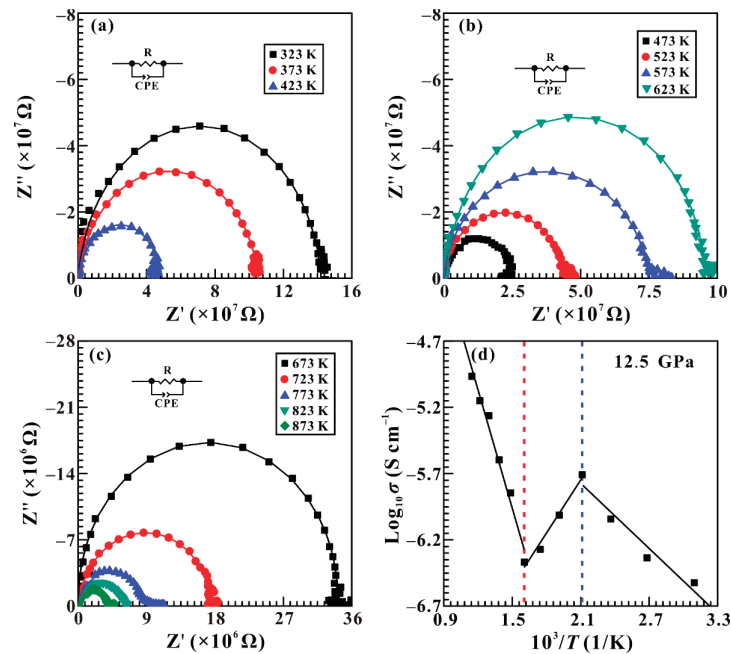 (a)
R
CPE
323 K
373 K
423 K
Z″ (×10⁷ Ω)
−8
−6
−4
−2
0
0 4 8 12 16
Z′ (×10⁷ Ω)
(b)
R
CPE
473 K
523 K
573 K
623 K
Z″ (×10⁷ Ω)
−8
−6
−4
−2
0
0 2.5 5.0 7.5 10
Z′ (×10⁷ Ω)
(c)
R
CPE
673 K
723 K
773 K
823 K
873 K
Z″ (×10⁶ Ω)
−28
−21
−14
−7
0
0 9 18 27 36
Z′ (×10⁶ Ω)
(d)
12.5 GPa
Log₁₀ σ (S cm⁻¹)
−4.7
−5.2
−5.7
−6.2
−6.7
0.9 1.5 2.1 2.7 3.3
10³/T (1/K)